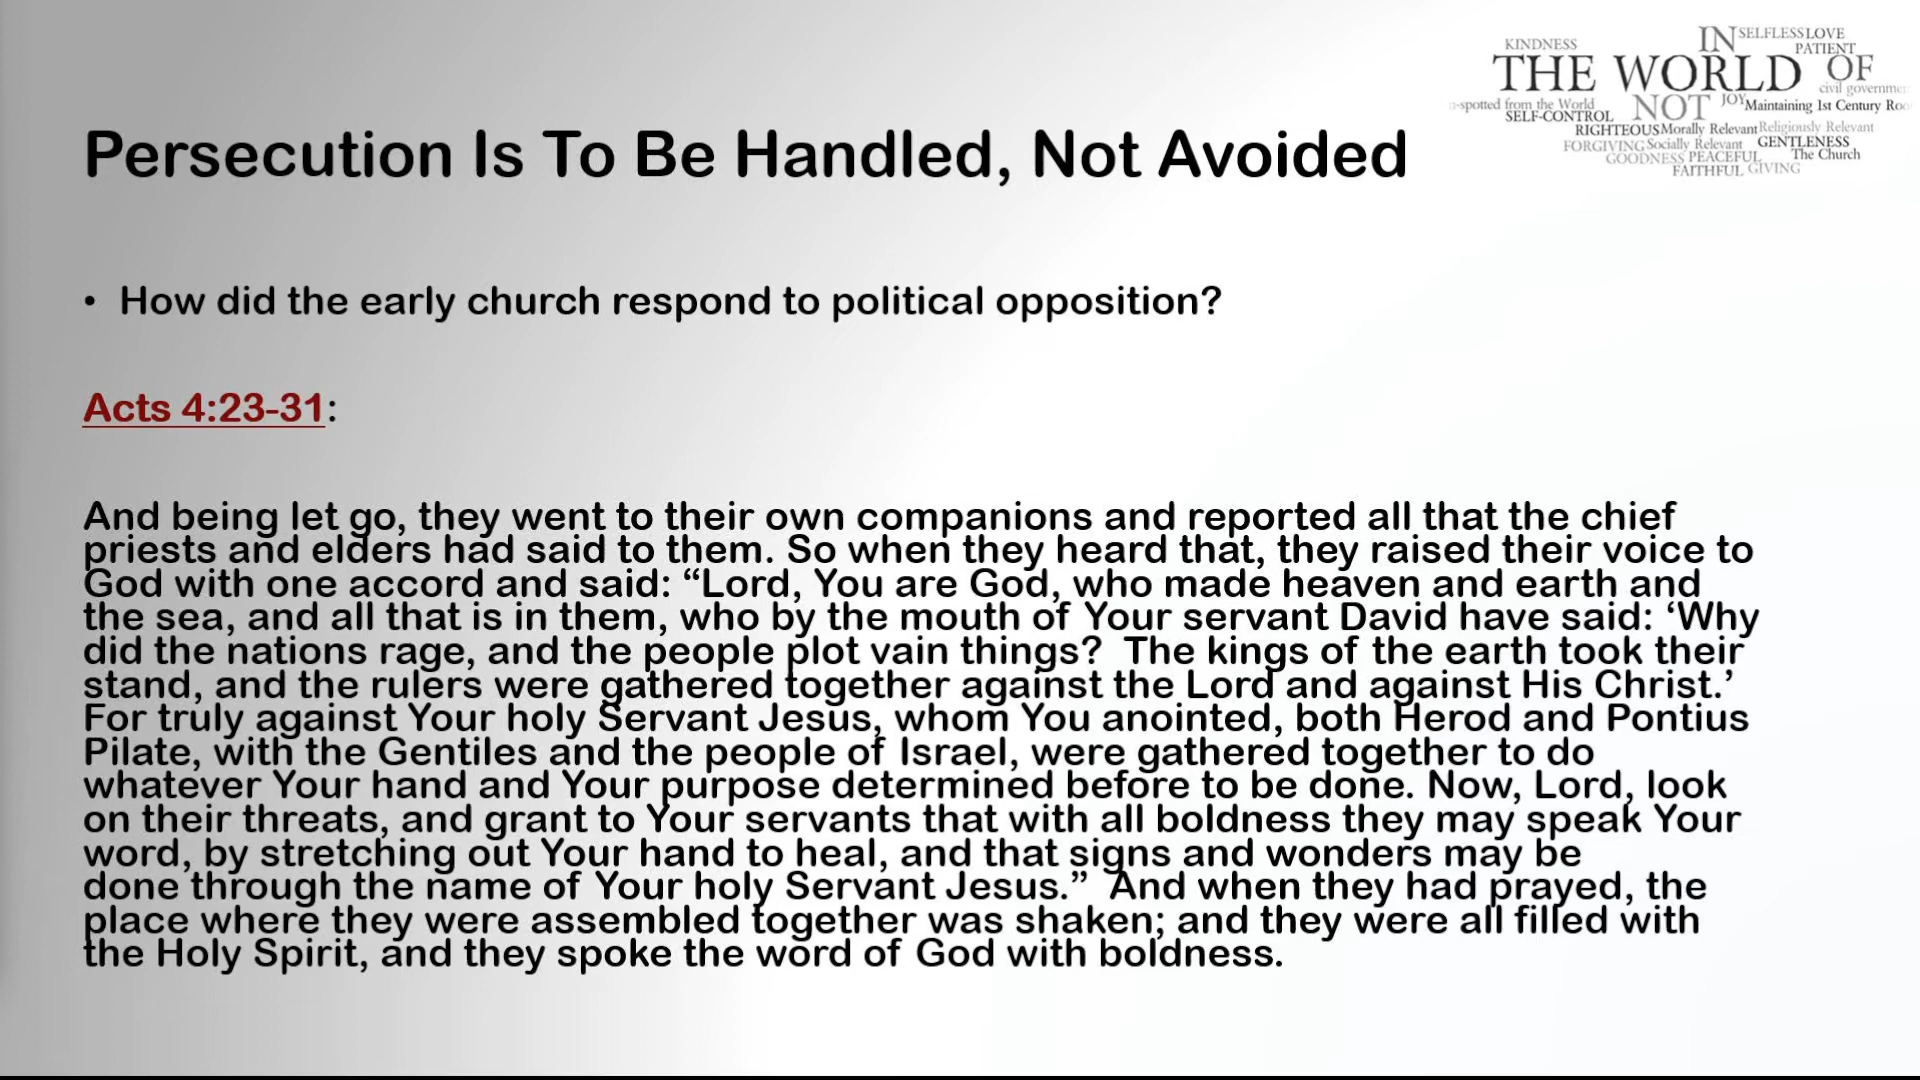 KINDNESS
IN SELFLESS LOVE
PATIENT
THE WORLD OF
civil
-spotted from the World
NOT JOY Maintaining 1st Century
SELF-CONTROL
RIGHTEOUS Morally Relevant Religiously Relevant
FORGIVING Socially Relevant GENTLENESS
GOODNESS PEACEFUL The Church
FAITHFUL GIVING
Persecution Is To Be Handled, Not Avoided
• How did the early church respond to political opposition?
Acts 4:23-31:
And being let go, they went to their own companions and reported all that the chief
priests and elders had said to them. So when they heard that, they raised their voice to
God with one accord and said: “Lord, You are God, who made heaven and earth and
the sea, and all that is in them, who by the mouth of Your servant David have said: ‘Why
did the nations rage, and the people plot vain things? The kings of the earth took their
stand, and the rulers were gathered together against the Lord and against His Christ.’
For truly against Your holy Servant Jesus, whom You anointed, both Herod and Pontius
Pilate, with the Gentiles and the people of Israel, were gathered together to do
whatever Your hand and Your purpose determined before to be done. Now, Lord, look
on their threats, and grant to Your servants that with all boldness they may speak Your
word, by stretching out Your hand to heal, and that signs and wonders may be
done through the name of Your holy Servant Jesus.” And when they had prayed, the
place where they were assembled together was shaken; and they were all filled with
the Holy Spirit, and they spoke the word of God with boldness.